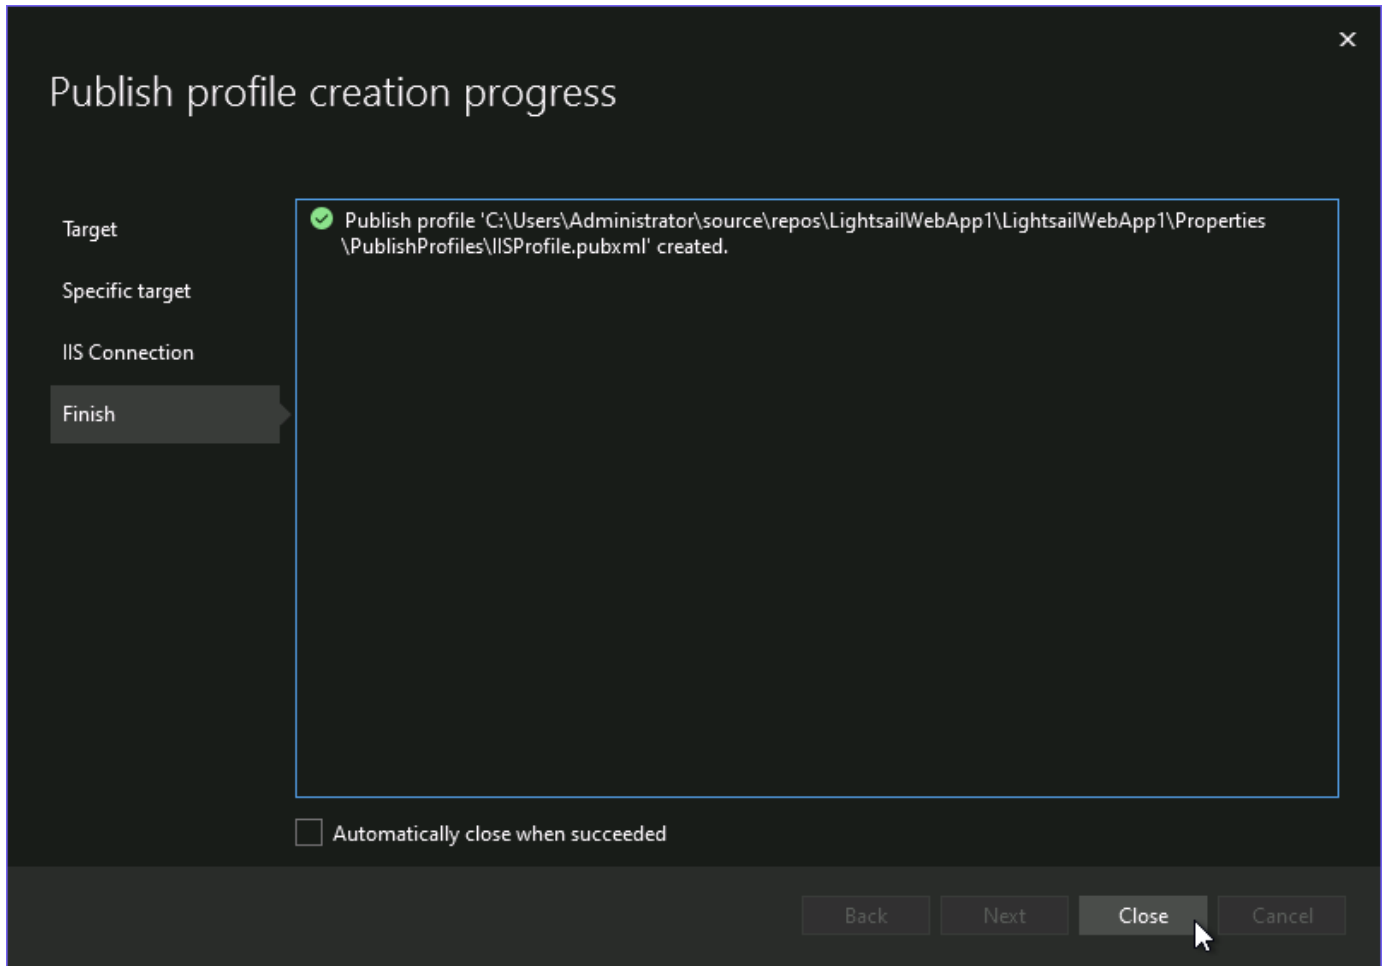 Publish profile creation progress
Target
Specific target
IIS Connection
Finish
Publish profile 'C:\Users\Administrator\source\repos\LightsailWebApp1\LightsailWebApp1\Properties
\PublishProfiles\IISProfile.pubxml' created.
Automatically close when succeeded
Back
Next
Close
Cancel